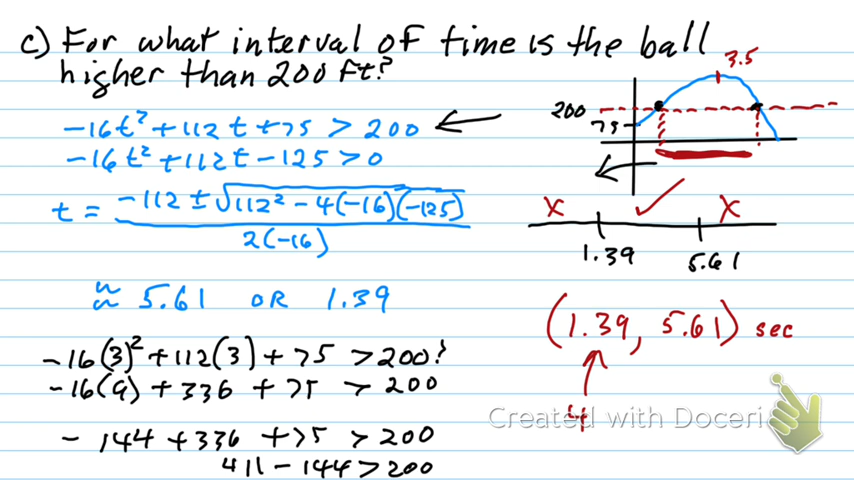 c) For what interval of time is the ball
higher than 200 ft?
-16t² + 112t + 75 > 200
-16t² + 112t - 125 > 0
t = (-112 ± √(112² - 4(-16)(-125))) / 2(-16)
≈ 5.61 OR 1.39
-16(3)² + 112(3) + 75 > 200?
-16(9) + 336 + 75 > 200
- 144 + 336 + 75 > 200
411 - 144 > 200
3.5
200
75
X ✓ X
1.39 5.61
(1.39, 5.61) sec
Created with Doceri